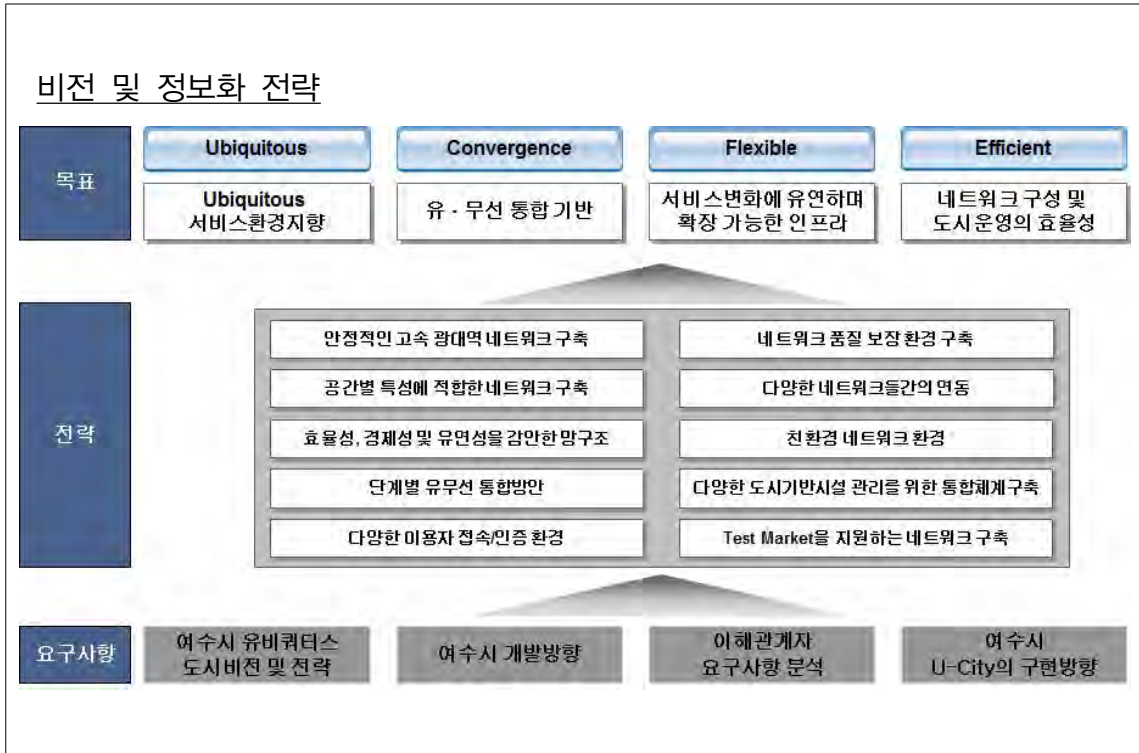 비전 및 정보화 전략
목표
Ubiquitous
Convergence
Flexible
Efficient
Ubiquitous
서비스환경지향
유·무선 통합 기반
서비스변화에 유연하며
확장 가능한 인프라
네트워크 구성 및
도시운영의 효율성
전략
안정적인 고속 광대역 네트워크 구축
네트워크 품질 보장 환경 구축
공간별 특성에 적합한 네트워크 구축
다양한 네트워크들간의 연동
효율성, 경제성 및 유연성을 감안한 망구조
친환경 네트워크 환경
단계별 유무선 통합방안
다양한 도시기반시설 관리를 위한 통합체계구축
다양한 이용자 접속/인증 환경
Test Market을 지원하는 네트워크 구축
요구사항
여수시 유비쿼터스
도시비전 및 전략
여수시 개발방향
이해관계자
요구사항 분석
여수시
U-City의 구현방향